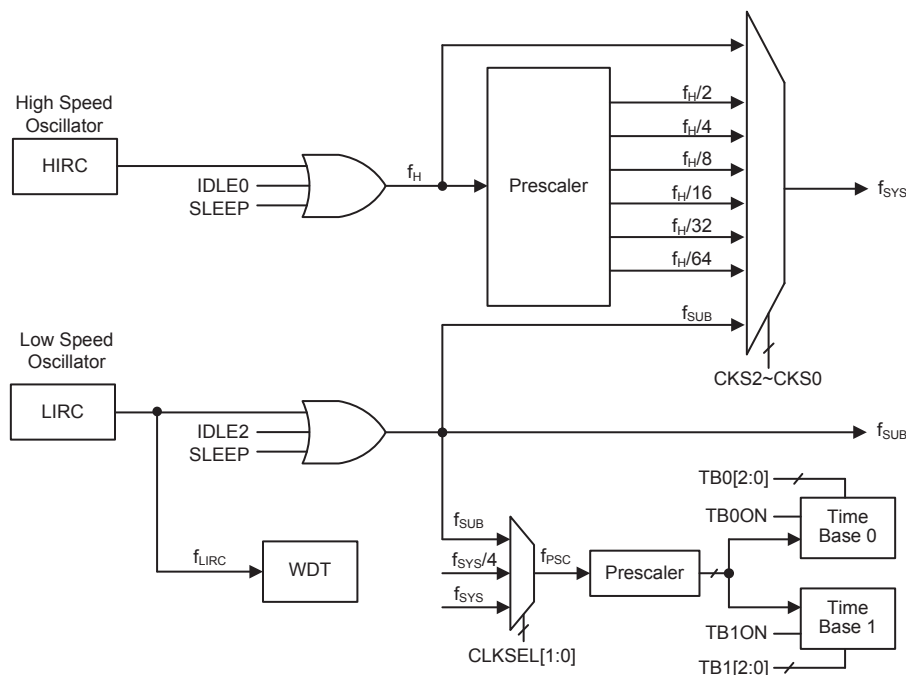 High Speed
Oscillator
HIRC
IDLE0
SLEEP
fH
Prescaler
fH/2
fH/4
fH/8
fH/16
fH/32
fH/64
fSUB
CKS2~CKS0
fSYS
Low Speed
Oscillator
LIRC
IDLE2
SLEEP
fSUB
fLIRC
WDT
fSUB
fSYS/4
fSYS
CLKSEL[1:0]
fPSC
Prescaler
TB0[2:0]
TB0ON
Time
Base 0
TB1ON
Time
Base 1
TB1[2:0]